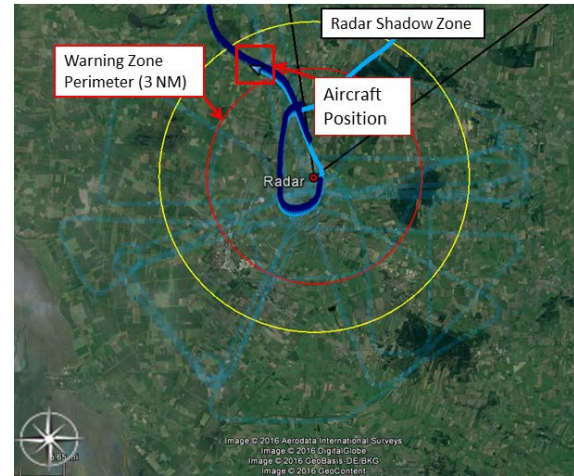 Radar Shadow Zone
Warning Zone
Perimeter (3 NM)
Aircraft
Position
Radar
Image © 2016 Aerodata International Surveys
Image © 2016 DigitalGlobe
Image © 2016 GeoBasis-DE/BKG
Image © 2016 GeoContent